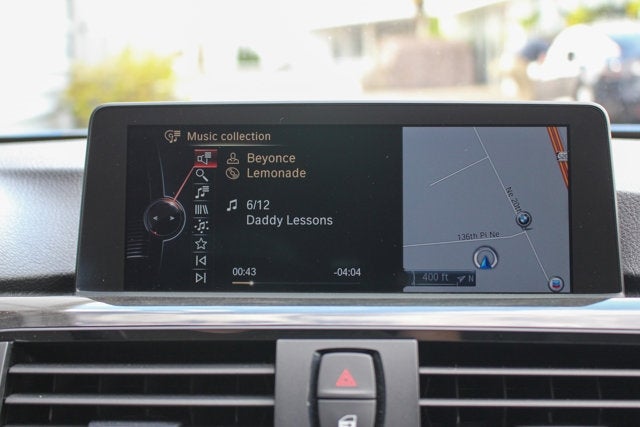 Music collection
Beyonce
Lemonade
6/12
Daddy Lessons
00:43
-04:04
136th Pl Ne
400 ft
N